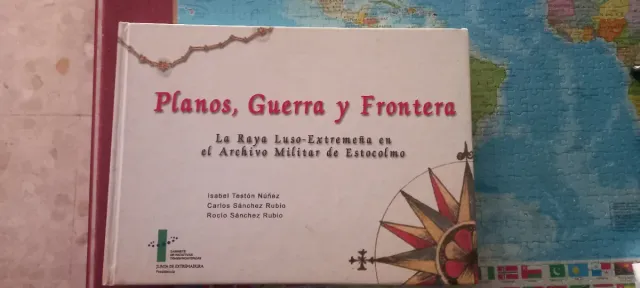 Planos, Guerra y Frontera
La Raya Luso-Extremeña en
el Archivo Militar de Estocolmo
Isabel Testón Núñez
Carlos Sánchez Rubio
Rocío Sánchez Rubio
JUNTA DE EXTREMADURA